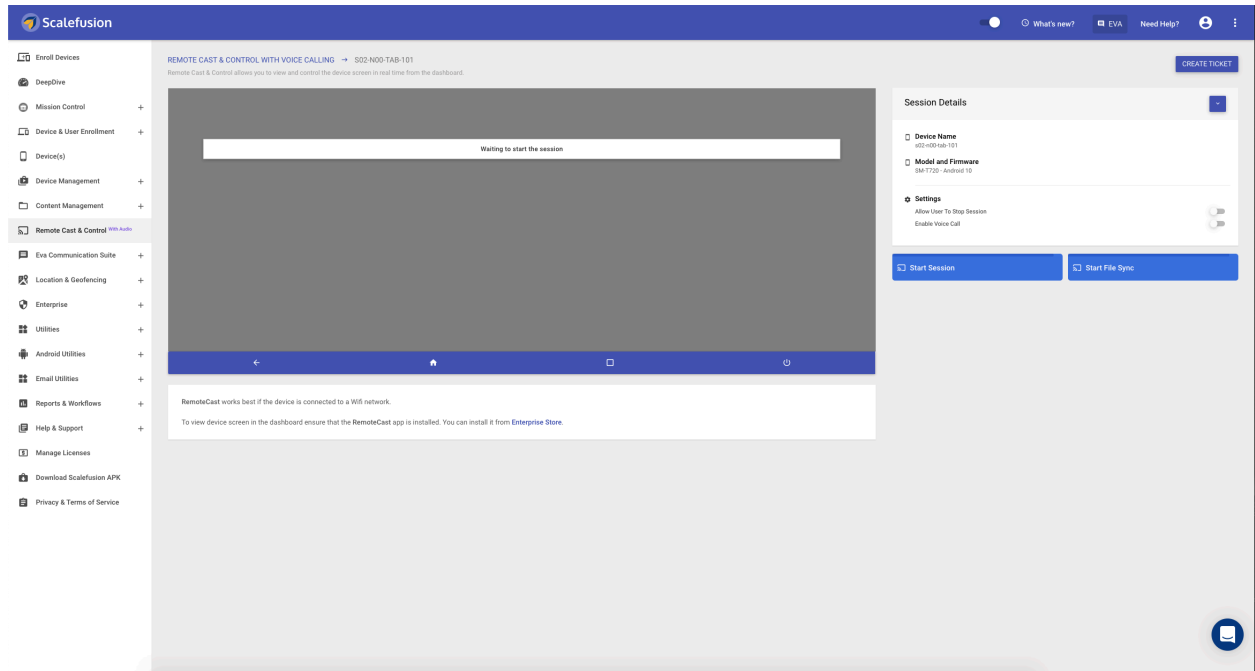 Scalefusion
What's new?
EVA
Need Help?
Enroll Devices
DeepDive
Mission Control
Device & User Enrollment
Device(s)
Device Management
Content Management
Remote Cast & Control With Audio
Eva Communication Suite
Location & Geofencing
Enterprise
Utilities
Android Utilities
Email Utilities
Reports & Workflows
Help & Support
Manage Licenses
Download Scalefusion APK
Privacy & Terms of Service
REMOTE CAST & CONTROL WITH VOICE CALLING → S02-N00-TAB-101
Remote Cast & Control allows you to view and control the device screen in real time from the dashboard.
CREATE TICKET
Waiting to start the session
RemoteCast works best if the device is connected to a Wifi network.
To view device screen in the dashboard ensure that the RemoteCast app is installed. You can install it from Enterprise Store.
Session Details
Device Name
s02-n00-tab-101
Model and Firmware
SM-T720 - Android 10
Settings
Allow User To Stop Session
Enable Voice Call
Start Session
Start File Sync